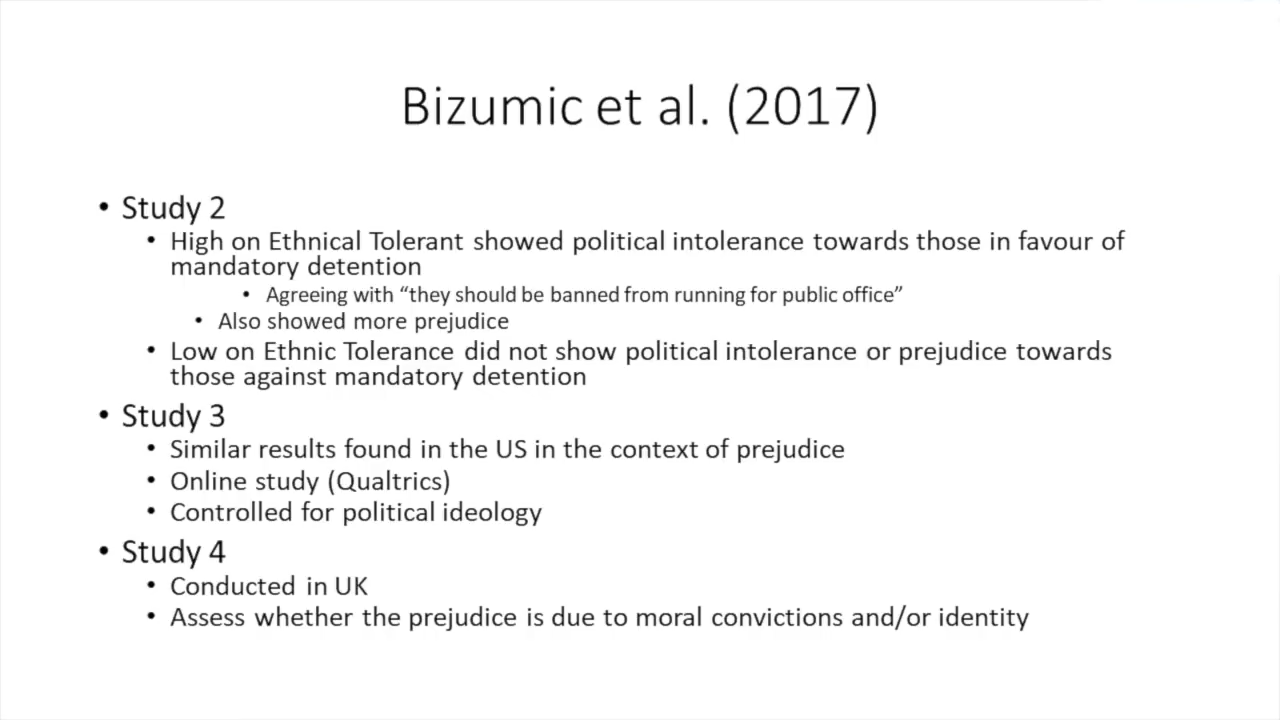 Bizumic et al. (2017)
• Study 2
• High on Ethnical Tolerant showed political intolerance towards those in favour of
mandatory detention
• Agreeing with “they should be banned from running for public office”
• Also showed more prejudice
• Low on Ethnic Tolerance did not show political intolerance or prejudice towards
those against mandatory detention
• Study 3
• Similar results found in the US in the context of prejudice
• Online study (Qualtrics)
• Controlled for political ideology
• Study 4
• Conducted in UK
• Assess whether the prejudice is due to moral convictions and/or identity